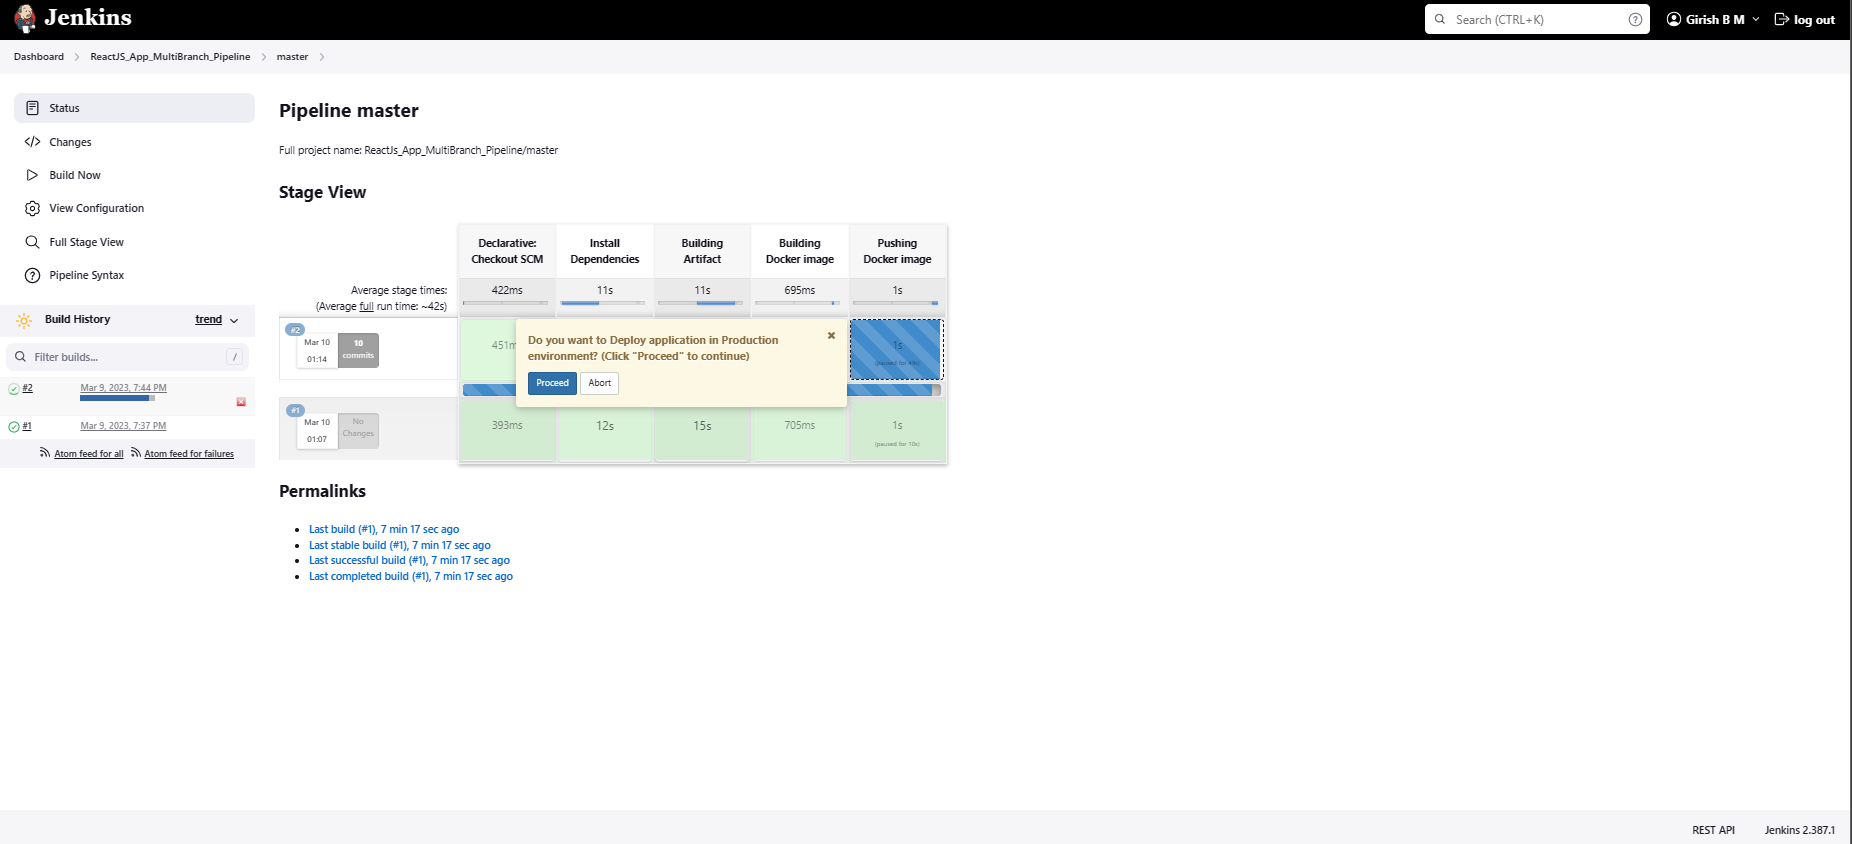 Jenkins
Search (CTRL+K)
Girish B M
log out
Dashboard
ReactJS_App_MultiBranch_Pipeline
master
Status
Changes
Build Now
View Configuration
Full Stage View
Pipeline Syntax
Build History
trend
Filter builds...
/
#2
Mar 9, 2023, 7:44 PM
#1
Mar 9, 2023, 7:37 PM
Atom feed for all
Atom feed for failures
Pipeline master
Full project name: ReactJs_App_MultiBranch_Pipeline/master
Stage View
Declarative:
Checkout SCM
Install
Dependencies
Building
Artifact
Building
Docker image
Pushing
Docker image
Average stage times:
(Average full run time: ~42s)
422ms
11s
11s
695ms
1s
#2
Mar 10
01:14
10
commits
451m
Do you want to Deploy application in Production
environment? (Click "Proceed" to continue)
Proceed
Abort
1s
#1
Mar 10
01:07
No
Changes
393ms
12s
15s
705ms
1s
(paused for 10s)
Permalinks
Last build (#1), 7 min 17 sec ago
Last stable build (#1), 7 min 17 sec ago
Last successful build (#1), 7 min 17 sec ago
Last completed build (#1), 7 min 17 sec ago
REST API
Jenkins 2.387.1